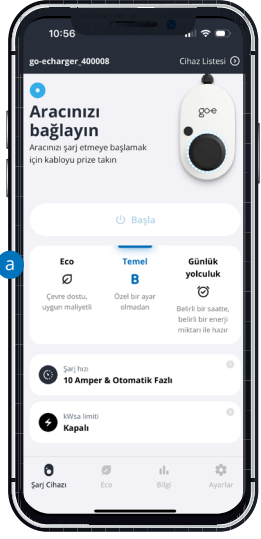 10:56
go-echarger_400008 Cihaz Listesi
Aracınızı
bağlayın
Aracınızı şarj etmeye başlamak
için kabloyu prize takın
go-e
Başla
a
Eco
Çevre dostu,
uygun maliyetli
Temel
B
Özel bir ayar
olmadan
Günlük
yolculuk
Belirli bir saatte,
belirli bir enerji
miktarı ile hazır
Şarj hızı
10 Amper & Otomatik Fazlı
kWsa limiti
Kapalı
Şarj Cihazı Eco Bilgi Ayarlar